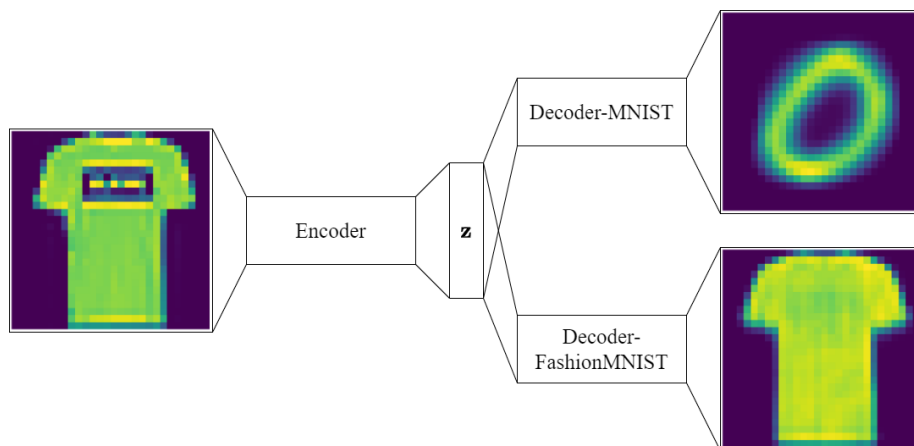 Encoder
z
Decoder-MNIST
Decoder-
FashionMNIST